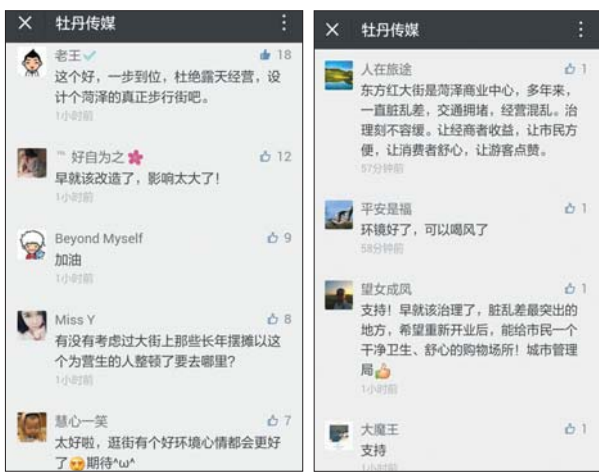 牡丹传媒
老王
18
这个好，一步到位，杜绝露天经营，设
计个菏泽的真正步行街吧。
1小时前
好自为之
12
早就该改造了，影响太大了！
1小时前
Beyond Myself
9
加油
1小时前
Miss Y
8
有没有考虑过大街上那些长年摆摊以这
个为营生的人整顿了要去哪里？
1小时前
慧心一笑
7
太好啦，逛街有个好环境心情都会更好
了😍期待^ω^
牡丹传媒
人在旅途
1
东方红大街是菏泽商业中心，多年来，
一直脏乱差，交通拥堵，经营混乱。治
理刻不容缓。让经商者收益，让市民方
便，让消费者舒心，让游客点赞。
57分钟前
平安是福
1
环镜好了，可以喝风了
58分钟前
望女成凤
1
支持！早就该治理了，脏乱差最突出的
地方，希望重新开业后，能给市民一个
干净卫生、舒心的购物场所！城市管理
局👍
1小时前
大魔王
1
支持
1小时前